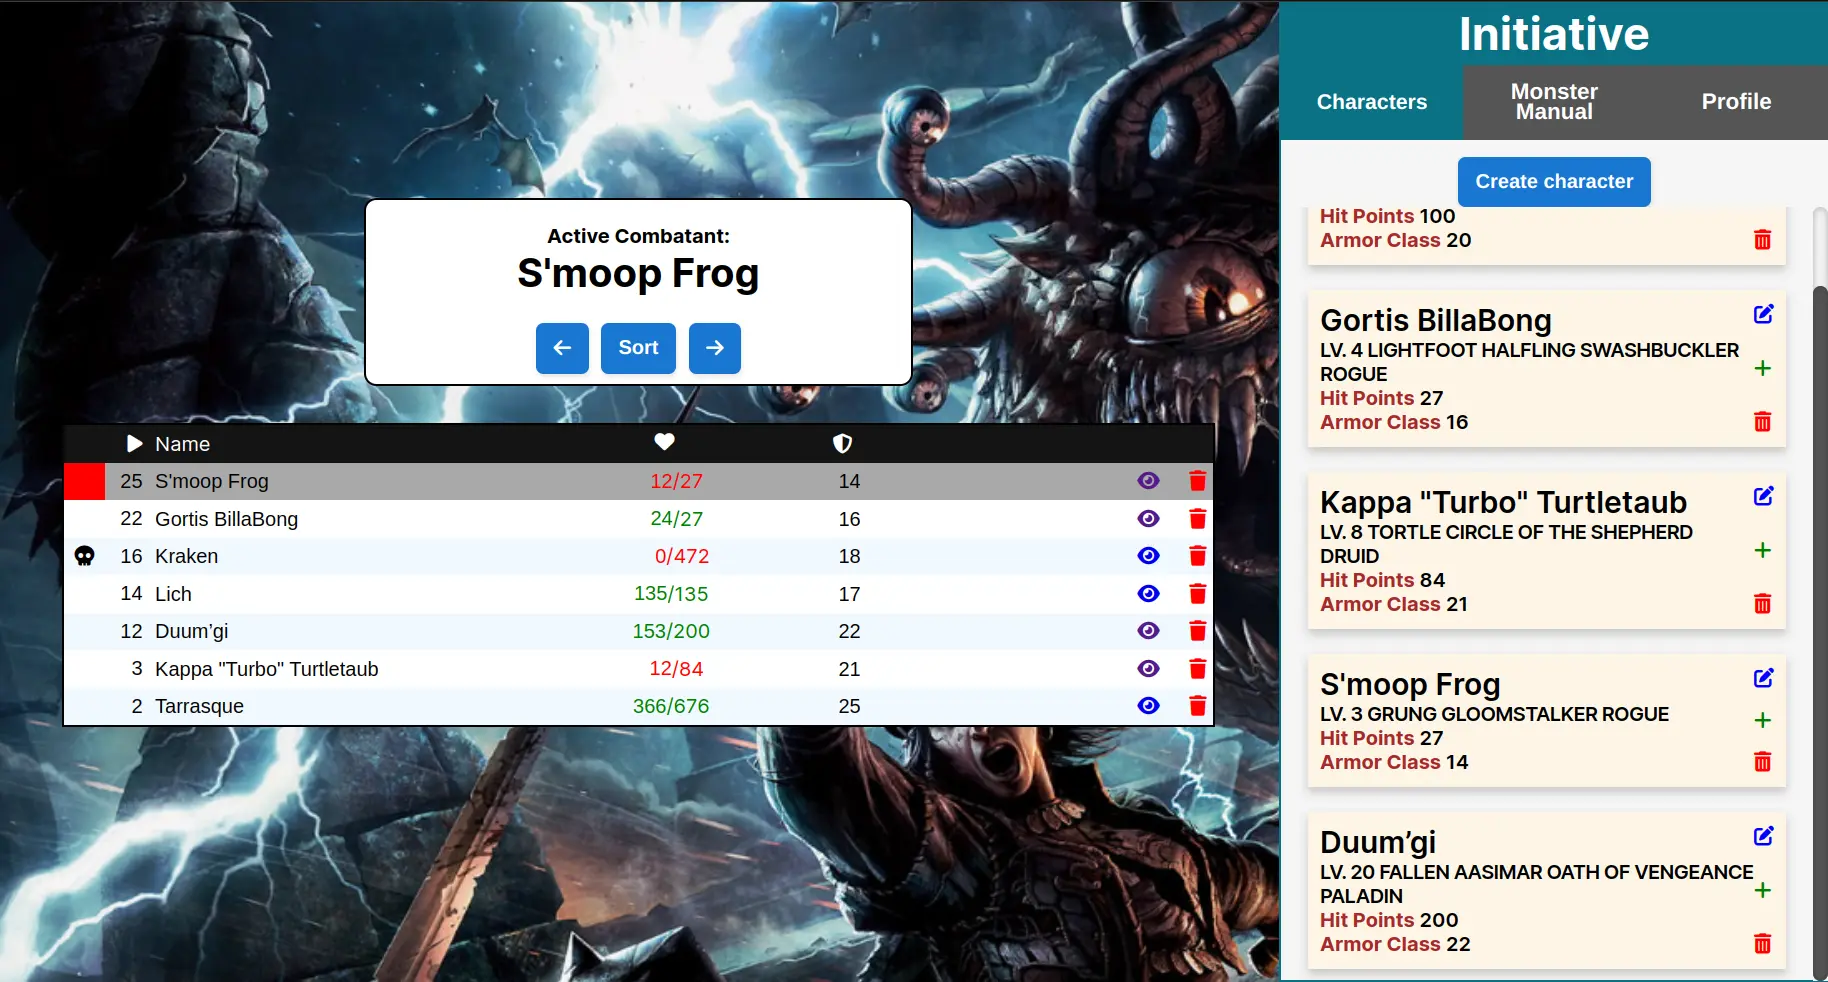 Active Combatant:
S'moop Frog
Sort
Name
25 S'moop Frog 12/27 14
22 Gortis BillaBong 24/27 16
16 Kraken 0/472 18
14 Lich 135/135 17
12 Duum’gi 153/200 22
3 Kappa "Turbo" Turtletaub 12/84 21
2 Tarrasque 366/676 25
Initiative
Characters
Monster
Manual
Profile
Create character
Hit Points 100
Armor Class 20
Gortis BillaBong
LV. 4 LIGHTFOOT HALFLING SWASHBUCKLER
ROGUE
Hit Points 27
Armor Class 16
Kappa "Turbo" Turtletaub
LV. 8 TORTLE CIRCLE OF THE SHEPHERD
DRUID
Hit Points 84
Armor Class 21
S'moop Frog
LV. 3 GRUNG GLOOMSTALKER ROGUE
Hit Points 27
Armor Class 14
Duum’gi
LV. 20 FALLEN AASIMAR OATH OF VENGEANCE
PALADIN
Hit Points 200
Armor Class 22